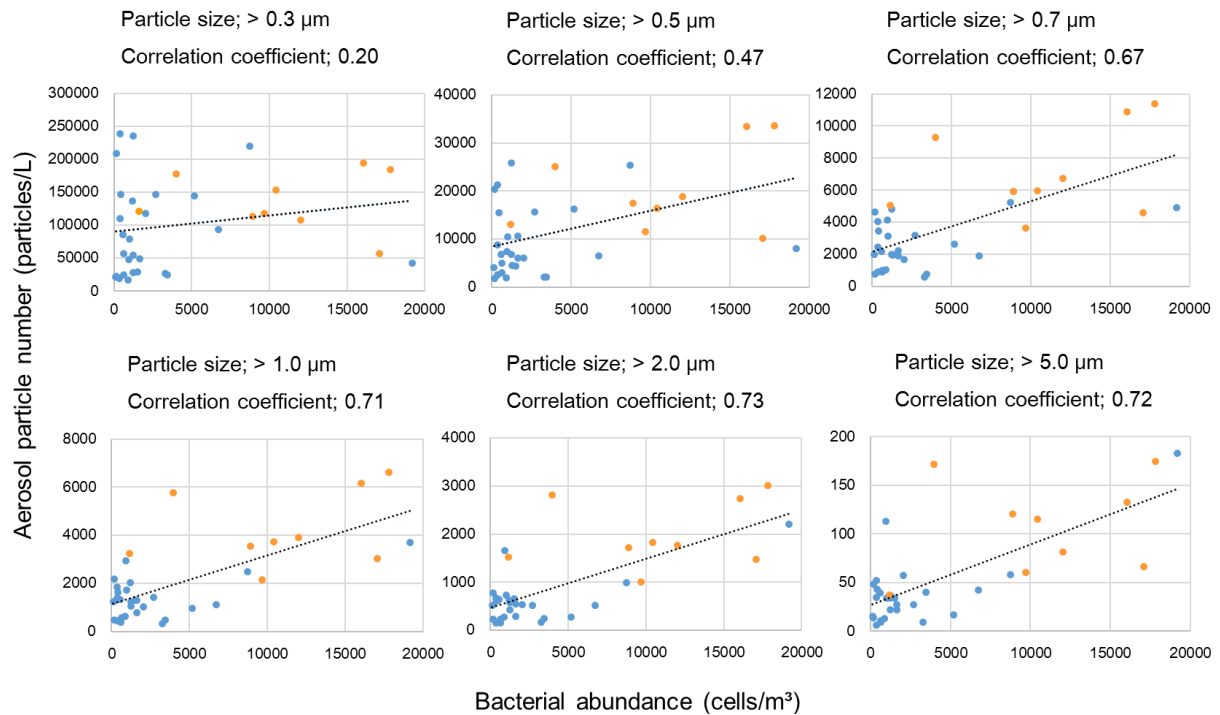 Particle size; > 0.3 µm
Correlation coefficient; 0.20
Particle size; > 0.5 µm
Correlation coefficient; 0.47
Particle size; > 0.7 µm
Correlation coefficient; 0.67
Aerosol particle number (particles/L)
300000
250000
200000
150000
100000
50000
0
0 5000 10000 15000 20000
40000
30000
20000
10000
0
0 5000 10000 15000 20000
12000
10000
8000
6000
4000
2000
0
0 5000 10000 15000 20000
Particle size; > 1.0 µm
Correlation coefficient; 0.71
Particle size; > 2.0 µm
Correlation coefficient; 0.73
Particle size; > 5.0 µm
Correlation coefficient; 0.72
8000
6000
4000
2000
0
0 5000 10000 15000 20000
4000
3000
2000
1000
0
0 5000 10000 15000 20000
200
150
100
50
0
0 5000 10000 15000 20000
Bacterial abundance (cells/m³)